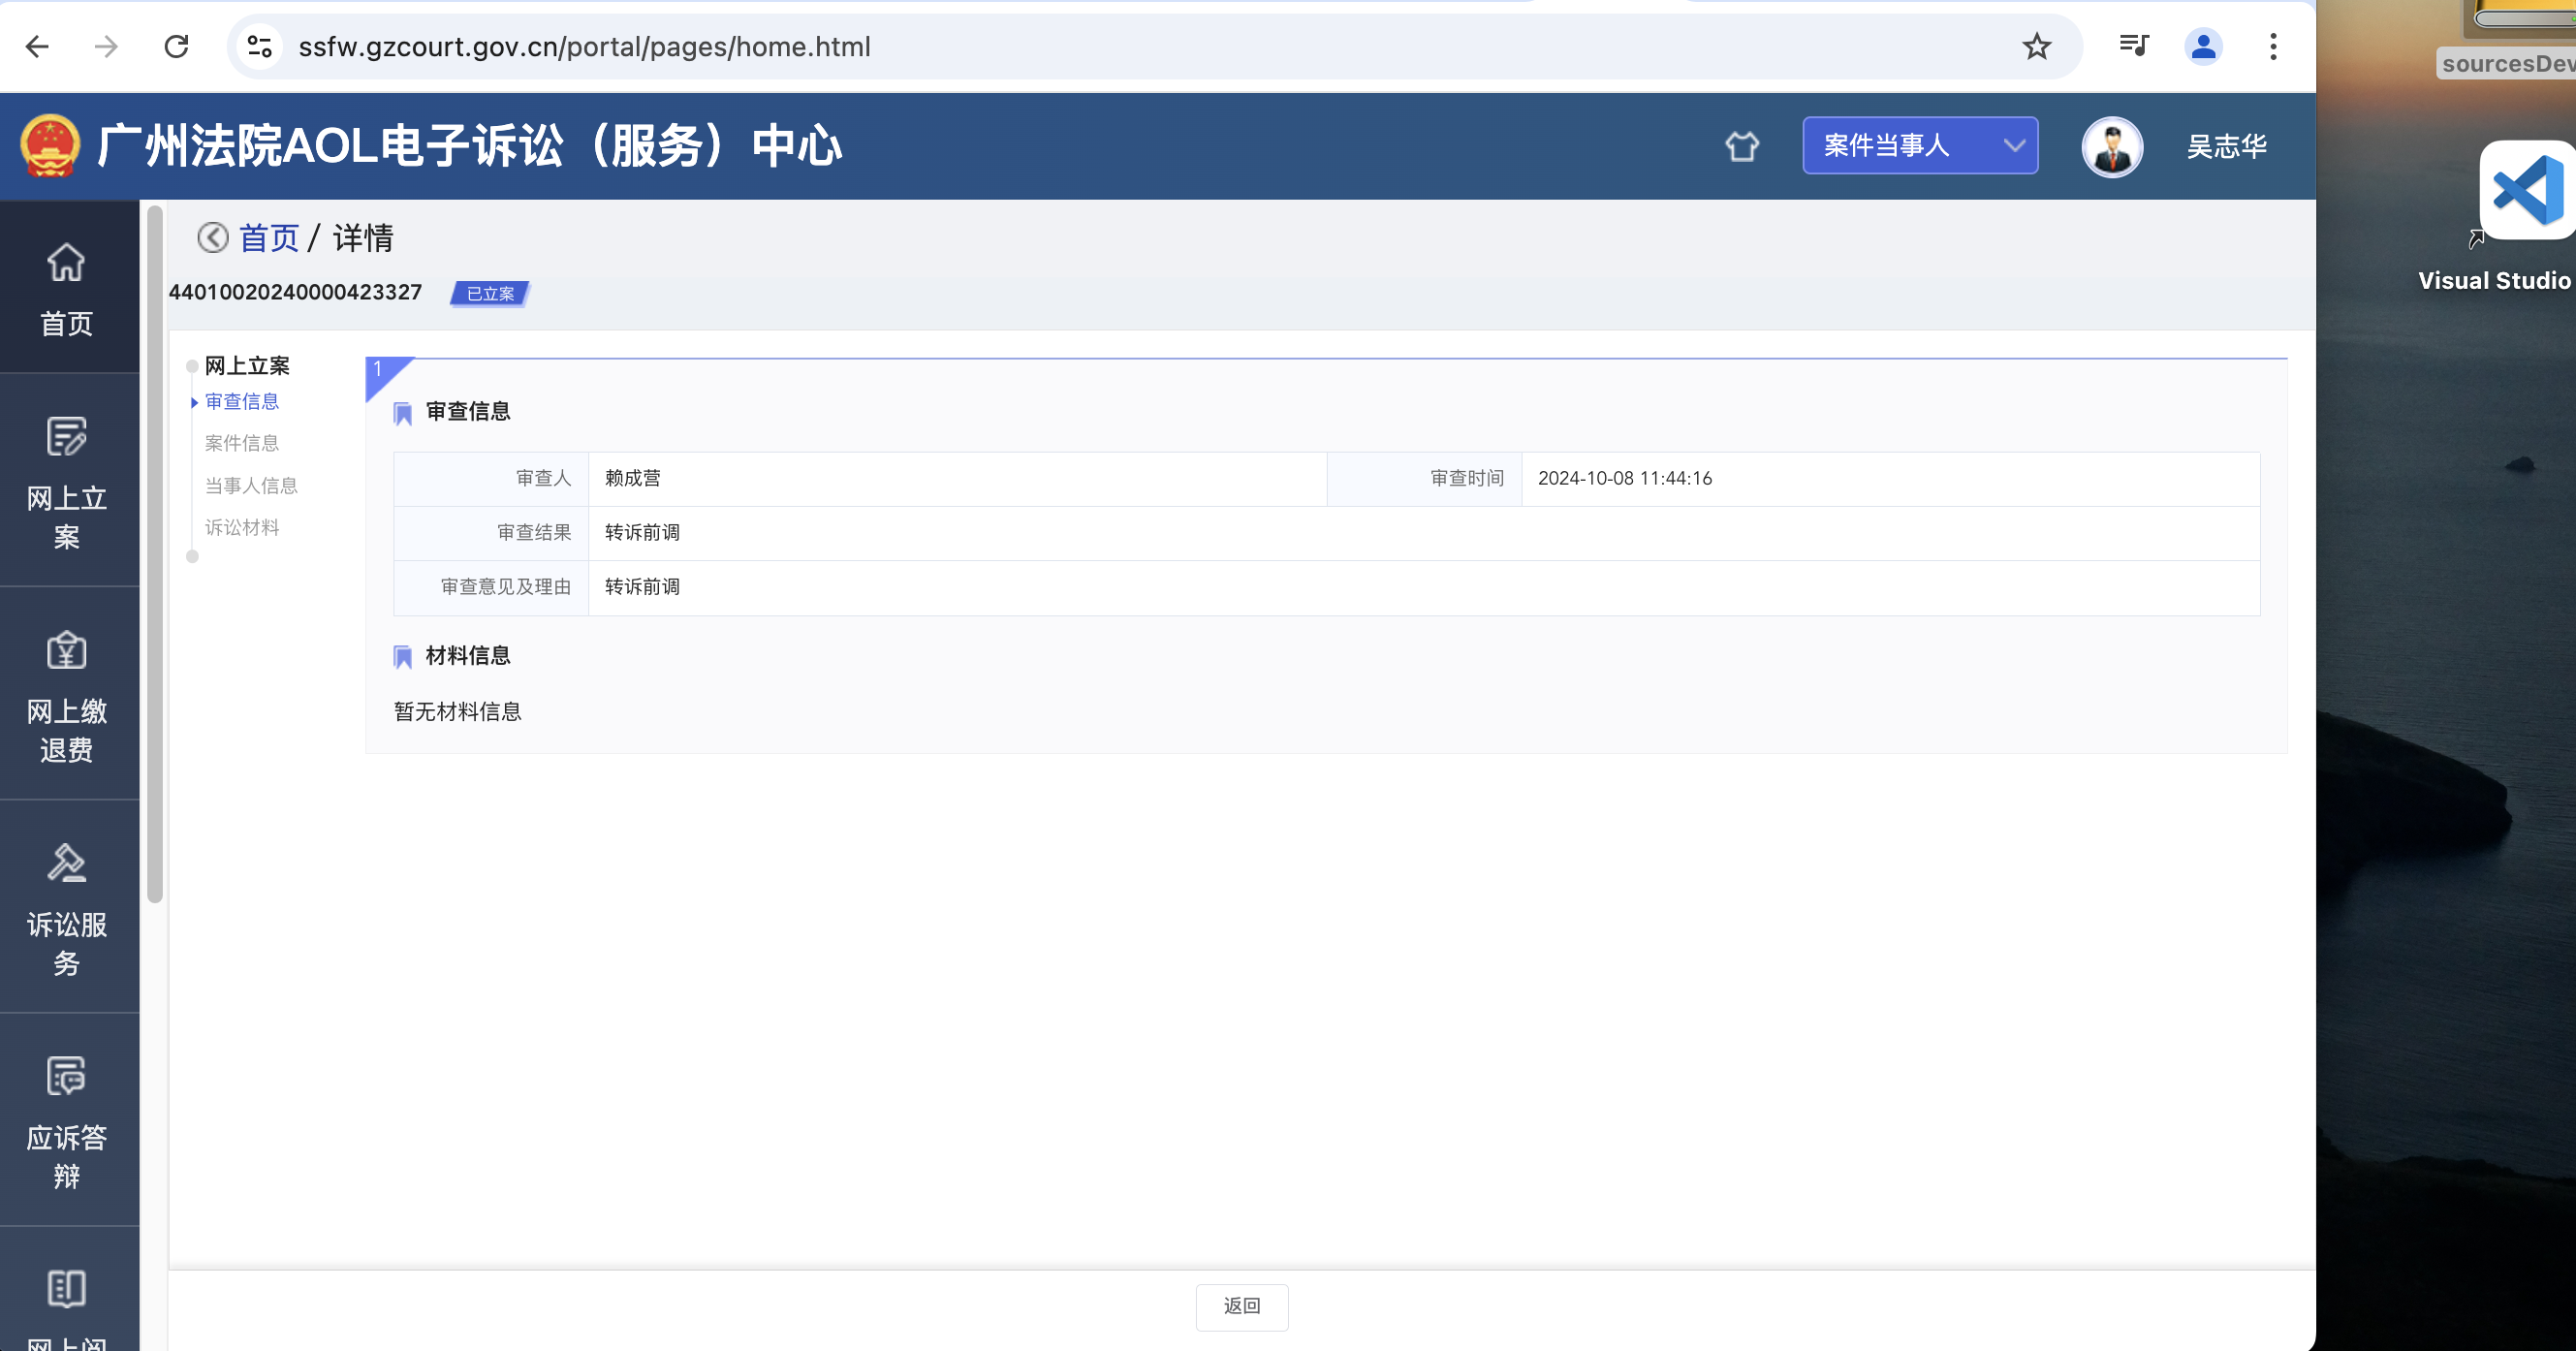 ssfw.gzcourt.gov.cn/portal/pages/home.html
sourcesDev
广州法院AOL电子诉讼（服务）中心
案件当事人
吴志华
Visual Studio
首页
网上立
案
网上缴
退费
诉讼服
务
应诉答
辩
网上阅
首页 / 详情
44010020240000423327
已立案
网上立案
审查信息
案件信息
当事人信息
诉讼材料
1
审查信息
审查人 赖成营 审查时间 2024-10-08 11:44:16
审查结果 转诉前调
审查意见及理由 转诉前调
材料信息
暂无材料信息
返回